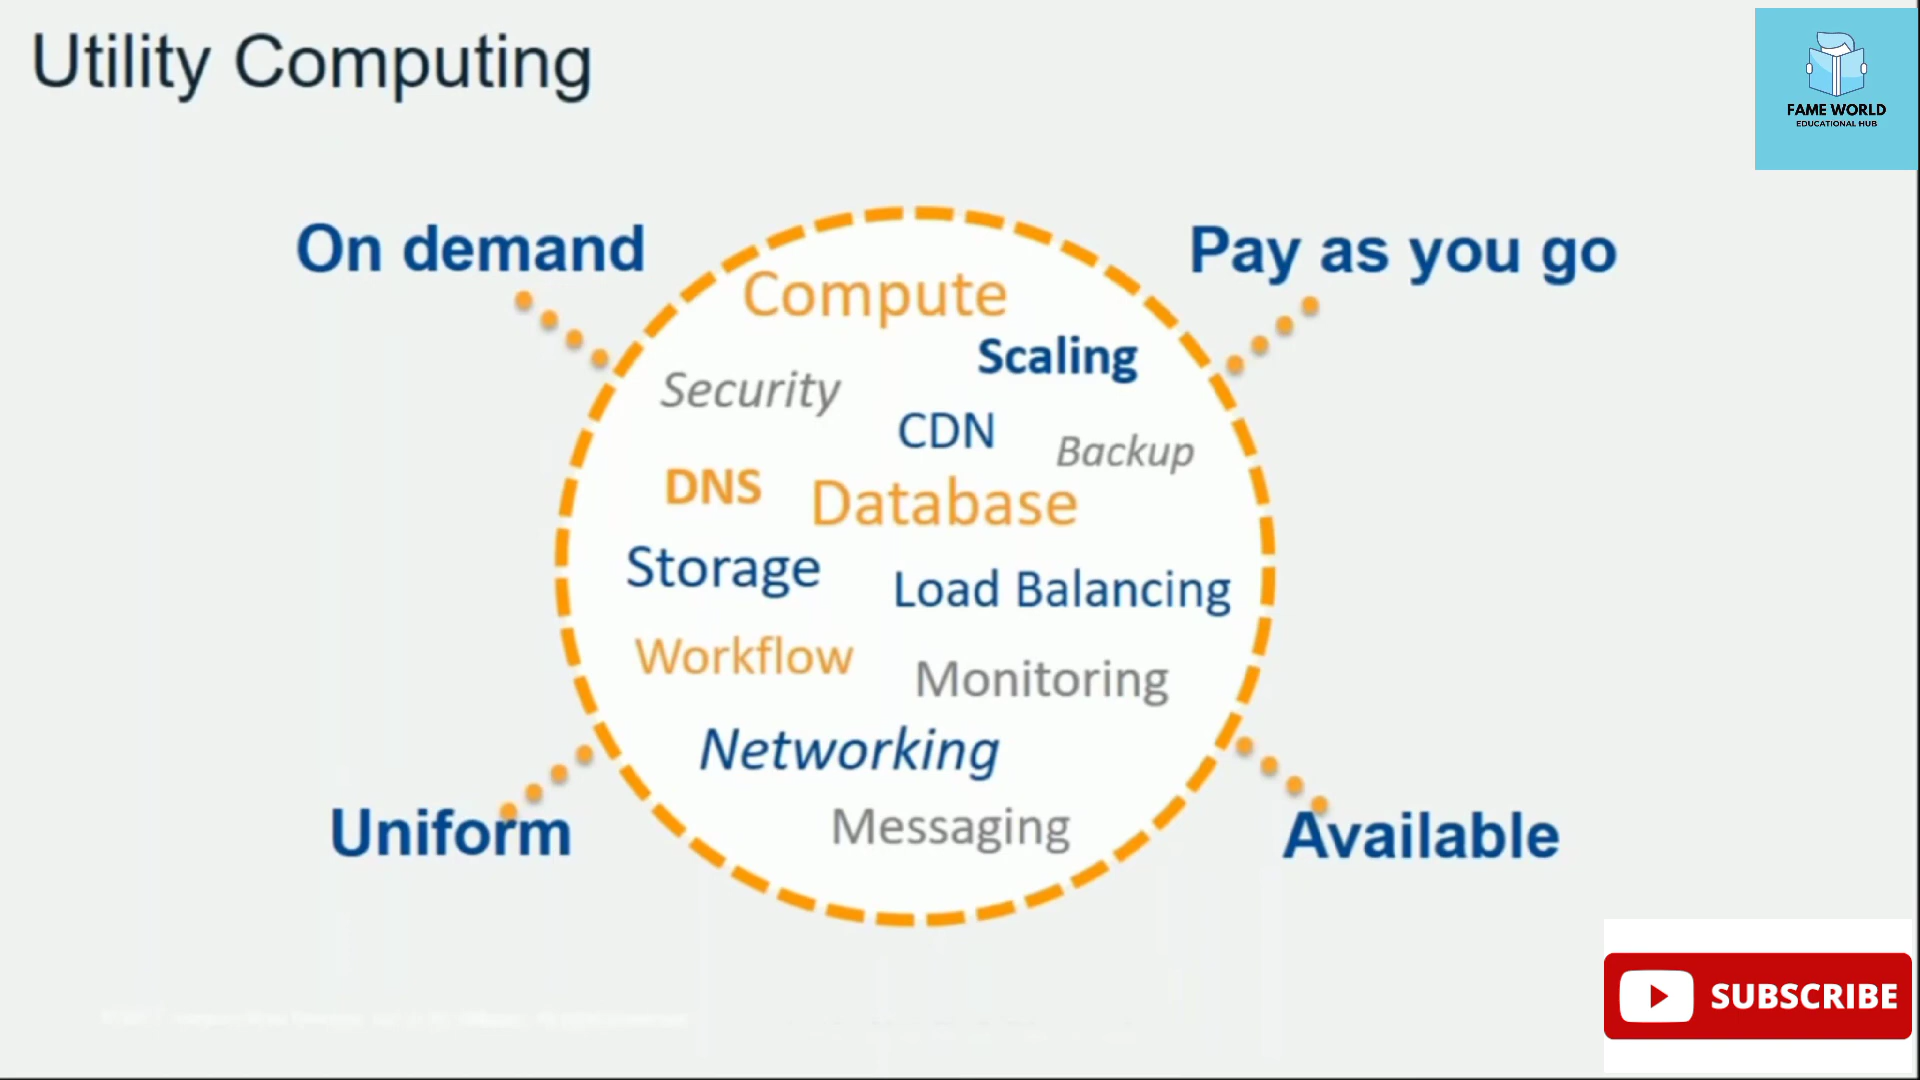 Utility Computing
FAME WORLD
EDUCATIONAL HUB
On demand
Pay as you go
Compute
Scaling
Security
CDN
Backup
DNS
Database
Storage
Load Balancing
Workflow
Monitoring
Networking
Messaging
Uniform
Available
SUBSCRIBE